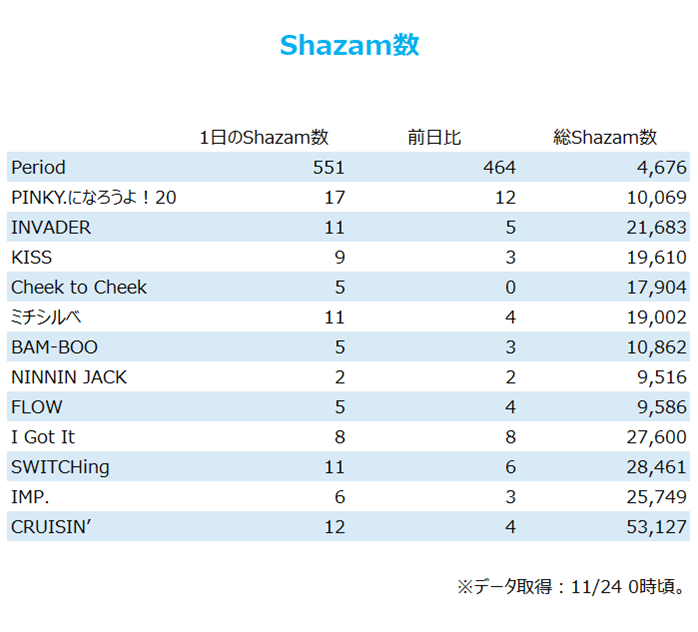 Shazam数
1日のShazam数 前日比 総Shazam数
Period 551 464 4,676
PINKY.になろうよ！20 17 12 10,069
INVADER 11 5 21,683
KISS 9 3 19,610
Cheek to Cheek 5 0 17,904
ミチシルベ 11 4 19,002
BAM-BOO 5 3 10,862
NINNIN JACK 2 2 9,516
FLOW 5 4 9,586
I Got It 8 8 27,600
SWITCHing 11 6 28,461
IMP. 6 3 25,749
CRUISIN’ 12 4 53,127
※データ取得：11/24 0時頃。